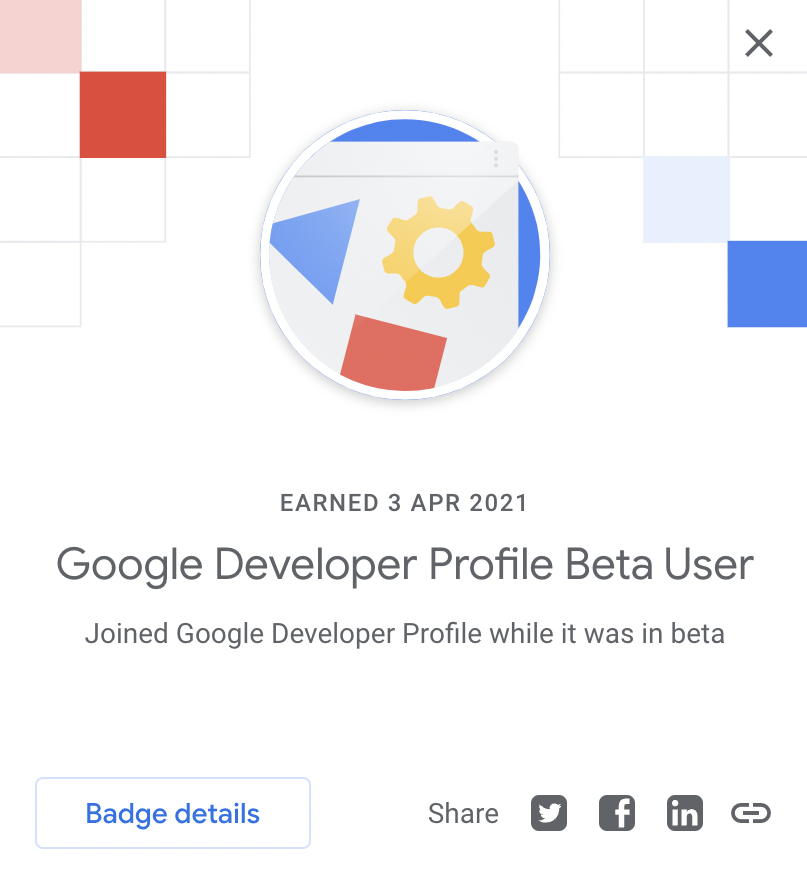 EARNED 3 APR 2021
Google Developer Profile Beta User
Joined Google Developer Profile while it was in beta
Badge details
Share